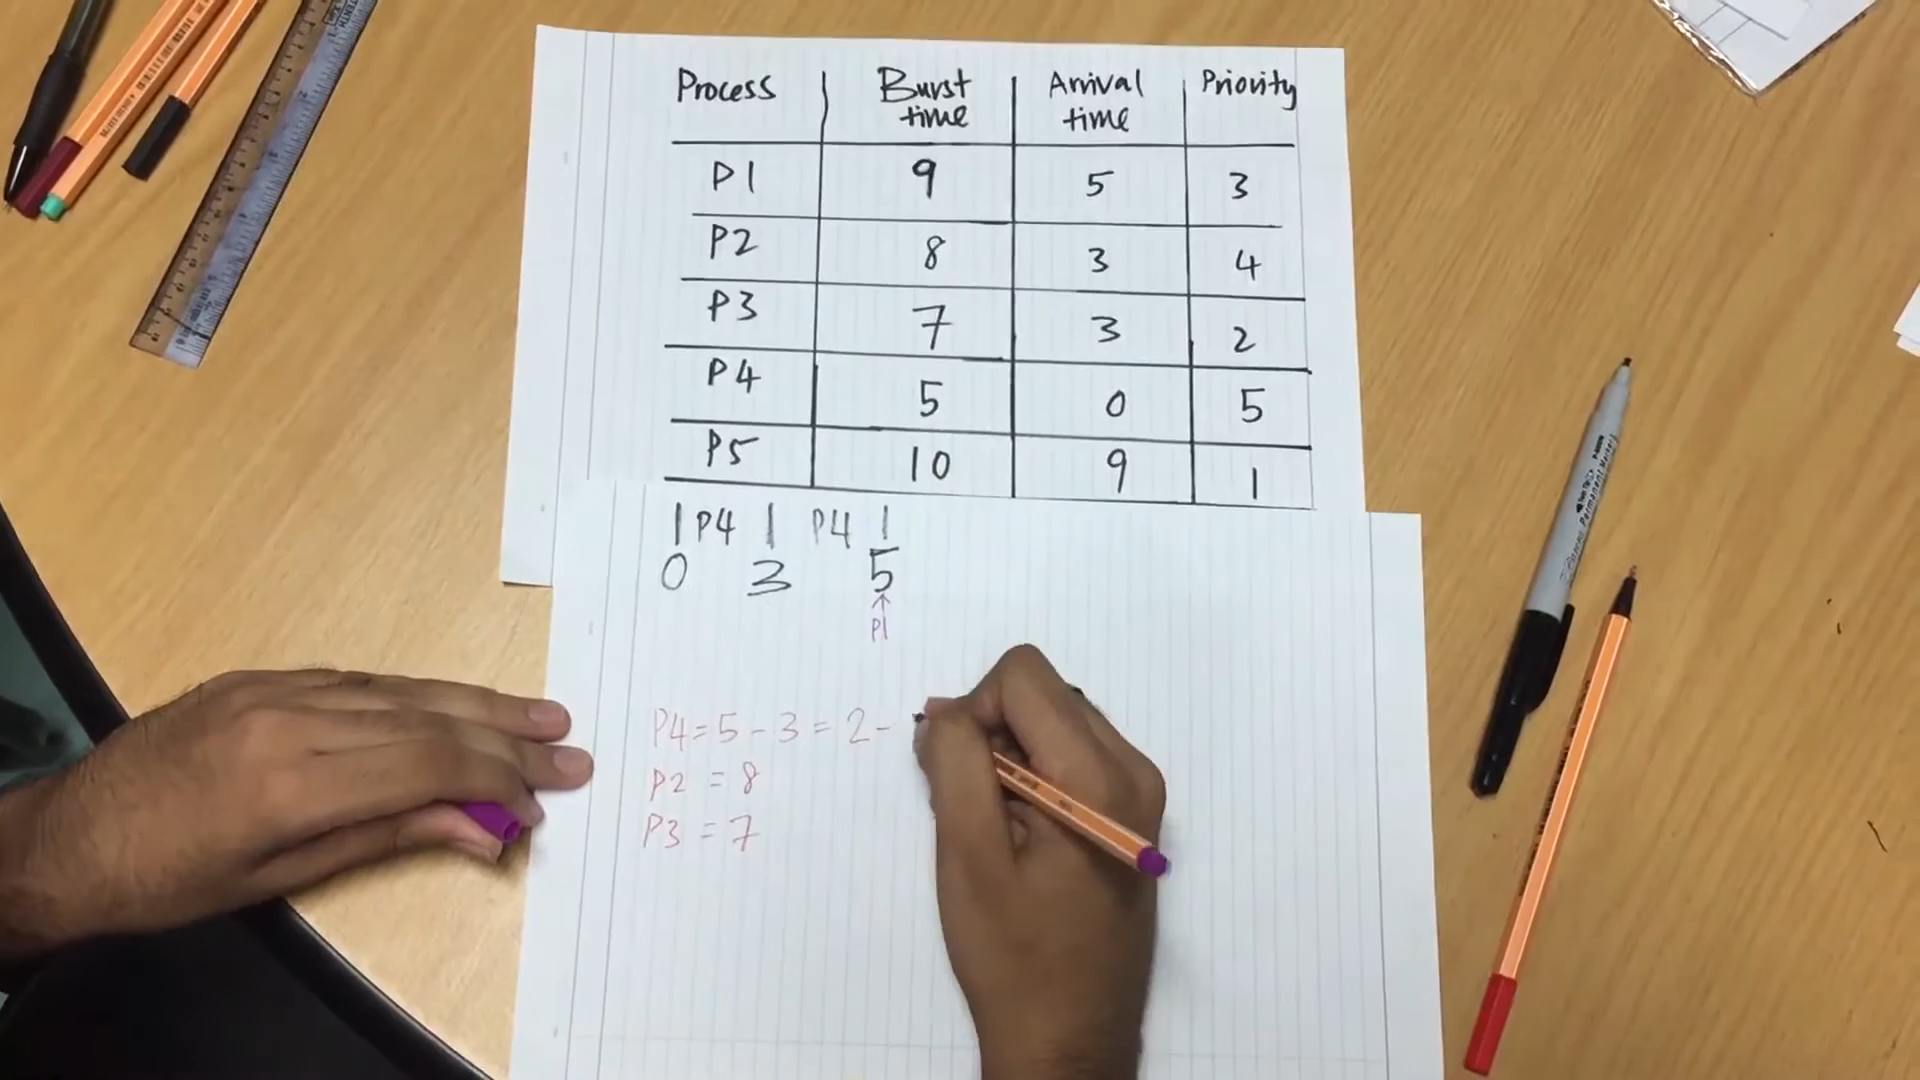 Process Burst time Arrival time Priority
P1 9 5 3
P2 8 3 4
P3 7 3 2
P4 5 0 5
P5 10 9 1
| P4 | P4 |
0 3 5
↑
P1
P4 = 5 - 3 = 2 -
P2 = 8
P3 = 7
Permanent Marker